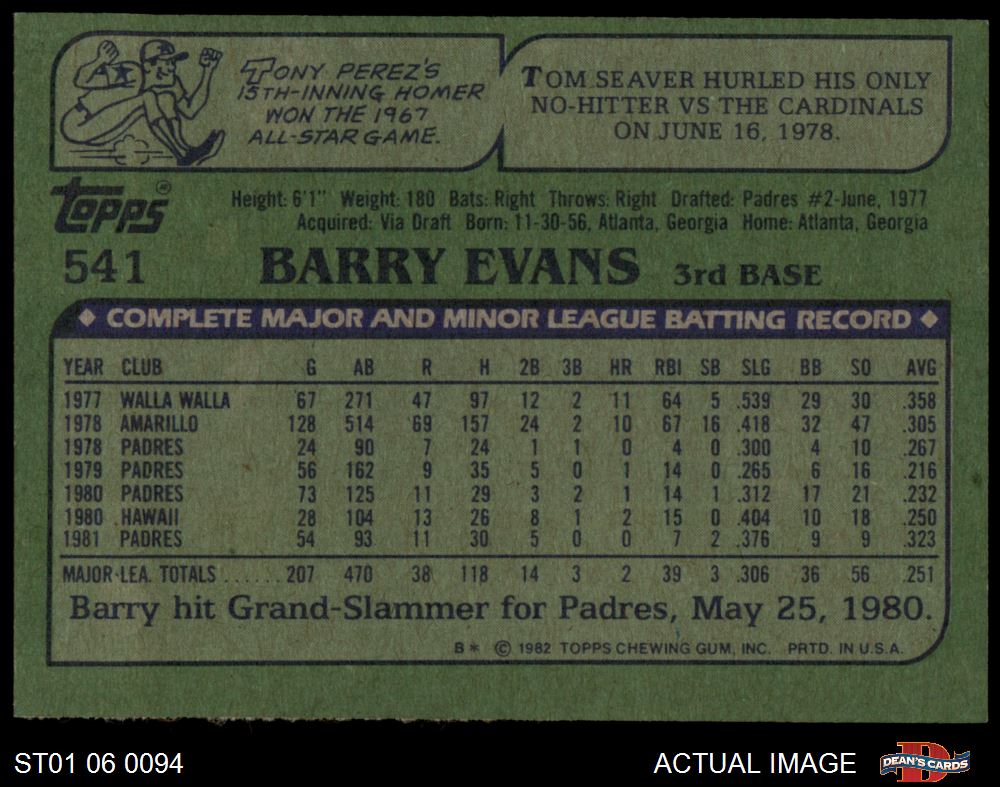 TONY PEREZ'S
15TH-INNING HOMER
WON THE 1967
ALL-STAR GAME.
TOM SEAVER HURLED HIS ONLY
NO-HITTER VS THE CARDINALS
ON JUNE 16, 1978.
TOPPS ®
Height: 6'1" Weight: 180 Bats: Right Throws: Right Drafted: Padres #2-June, 1977
Acquired: Via Draft Born: 11-30-56, Atlanta, Georgia Home: Atlanta, Georgia
541 BARRY EVANS 3rd BASE
◆ COMPLETE MAJOR AND MINOR LEAGUE BATTING RECORD ◆
YEAR CLUB G AB R H 2B 3B HR RBI SB SLG BB SO AVG
1977 WALLA WALLA 67 271 47 97 12 2 11 64 5 .539 29 30 .358
1978 AMARILLO 128 514 69 157 24 2 10 67 16 .418 32 47 .305
1978 PADRES 24 90 7 24 1 1 0 4 0 .300 4 10 .267
1979 PADRES 56 162 9 35 5 0 1 14 0 .265 6 16 .216
1980 PADRES 73 125 11 29 3 2 1 14 1 .312 17 21 .232
1980 HAWAII 28 104 13 26 8 1 2 15 0 .404 10 18 .250
1981 PADRES 54 93 11 30 5 0 0 7 2 .376 9 9 .323
MAJOR LEA. TOTALS ...... 207 470 38 118 14 3 2 39 3 .306 36 56 .251
Barry hit Grand-Slammer for Padres, May 25, 1980.
B* © 1982 TOPPS CHEWING GUM, INC. PRTD. IN U.S.A.
ST01 06 0094 ACTUAL IMAGE DEAN'S CARDS